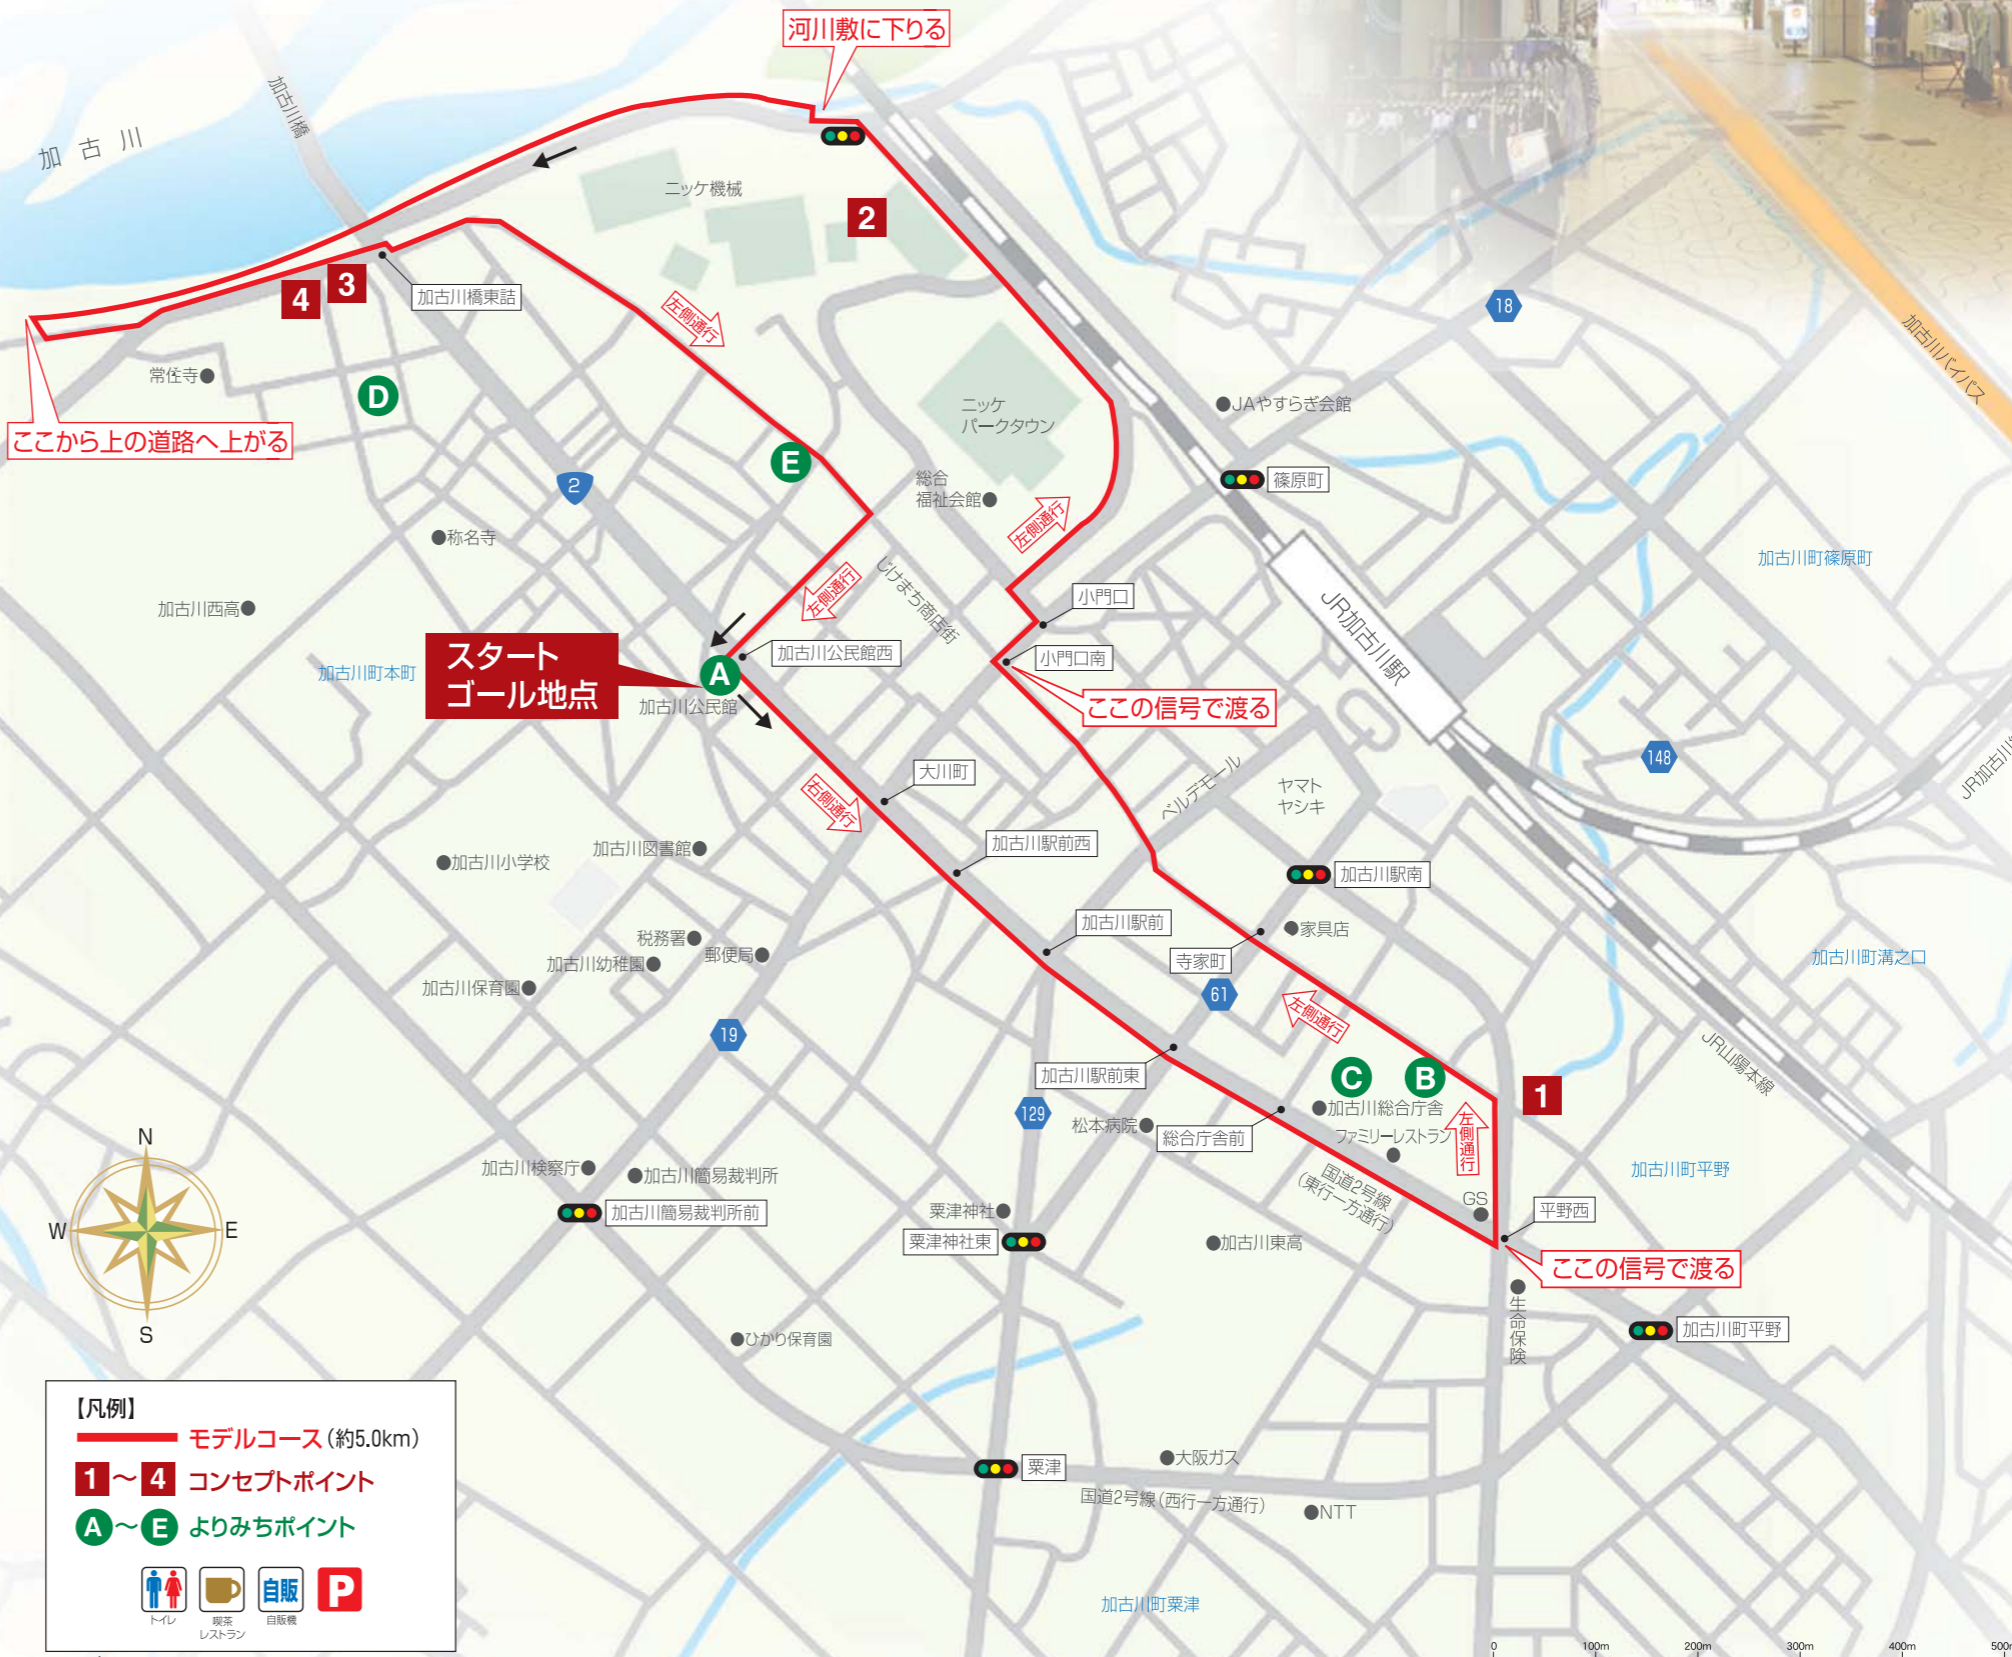 河川敷に下りる
加古川
加古川橋
ニッケ機械
2
3
4
加古川橋東詰
左側通行
18
加古川バイパス
常住寺
D
ここから上の道路へ上がる
ニッケ
パークタウン
JAやすらぎ会館
E
2
総合
福祉会館
篠原町
左側通行
称名寺
加古川町篠原町
じけまち商店街
左側通行
小門口
加古川西高
JR加古川駅
スタート
ゴール地点
加古川町本町
加古川公民館西
A
加古川公民館
小門口南
ここの信号で渡る
148
大川町
右側通行
ベルデモール
ヤマト
ヤシキ
加古川駅前西
加古川図書館
加古川小学校
加古川駅南
加古川駅前
家具店
寺家町
税務署
郵便局
加古川幼稚園
加古川保育園
加古川町溝之口
61
左側通行
19
JR山陽本線
加古川駅前東
C
B
1
加古川総合庁舎
129
松本病院
総合庁舎前
ファミリーレストラン
左側通行
加古川検察庁
加古川簡易裁判所
国道2号線
(東行一方通行)
加古川町平野
加古川簡易裁判所前
粟津神社
GS
平野西
粟津神社東
加古川東高
ここの信号で渡る
生命保険
加古川町平野
ひかり保育園
N
W
E
S
粟津
大阪ガス
国道2号線(西行一方通行)
NTT
加古川町粟津
【凡例】
モデルコース(約5.0km)
1～4 コンセプトポイント
A～E よりみちポイント
自販
P
トイレ
喫茶
レストラン
自販機
0 100m 200m 300m 400m